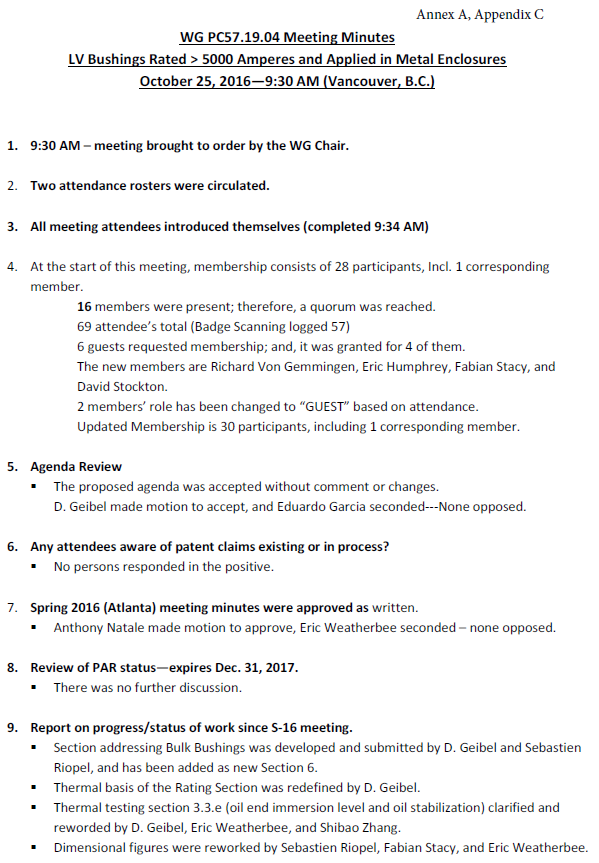 Annex A, Appendix C
WG PC57.19.04 Meeting Minutes
LV Bushings Rated > 5000 Amperes and Applied in Metal Enclosures
October 25, 2016—9:30 AM (Vancouver, B.C.)
1. 9:30 AM – meeting brought to order by the WG Chair.
2. Two attendance rosters were circulated.
3. All meeting attendees introduced themselves (completed 9:34 AM)
4. At the start of this meeting, membership consists of 28 participants, Incl. 1 corresponding
member.
16 members were present; therefore, a quorum was reached.
69 attendee's total (Badge Scanning logged 57)
6 guests requested membership; and, it was granted for 4 of them.
The new members are Richard Von Gemmingen, Eric Humphrey, Fabian Stacy, and
David Stockton.
2 members' role has been changed to “GUEST” based on attendance.
Updated Membership is 30 participants, including 1 corresponding member.
5. Agenda Review
▪ The proposed agenda was accepted without comment or changes.
D. Geibel made motion to accept, and Eduardo Garcia seconded---None opposed.
6. Any attendees aware of patent claims existing or in process?
▪ No persons responded in the positive.
7. Spring 2016 (Atlanta) meeting minutes were approved as written.
▪ Anthony Natale made motion to approve, Eric Weatherbee seconded – none opposed.
8. Review of PAR status—expires Dec. 31, 2017.
▪ There was no further discussion.
9. Report on progress/status of work since S-16 meeting.
▪ Section addressing Bulk Bushings was developed and submitted by D. Geibel and Sebastien
Riopel, and has been added as new Section 6.
▪ Thermal basis of the Rating Section was redefined by D. Geibel.
▪ Thermal testing section 3.3.e (oil end immersion level and oil stabilization) clarified and
reworded by D. Geibel, Eric Weatherbee, and Shibao Zhang.
▪ Dimensional figures were reworked by Sebastien Riopel, Fabian Stacy, and Eric Weatherbee.